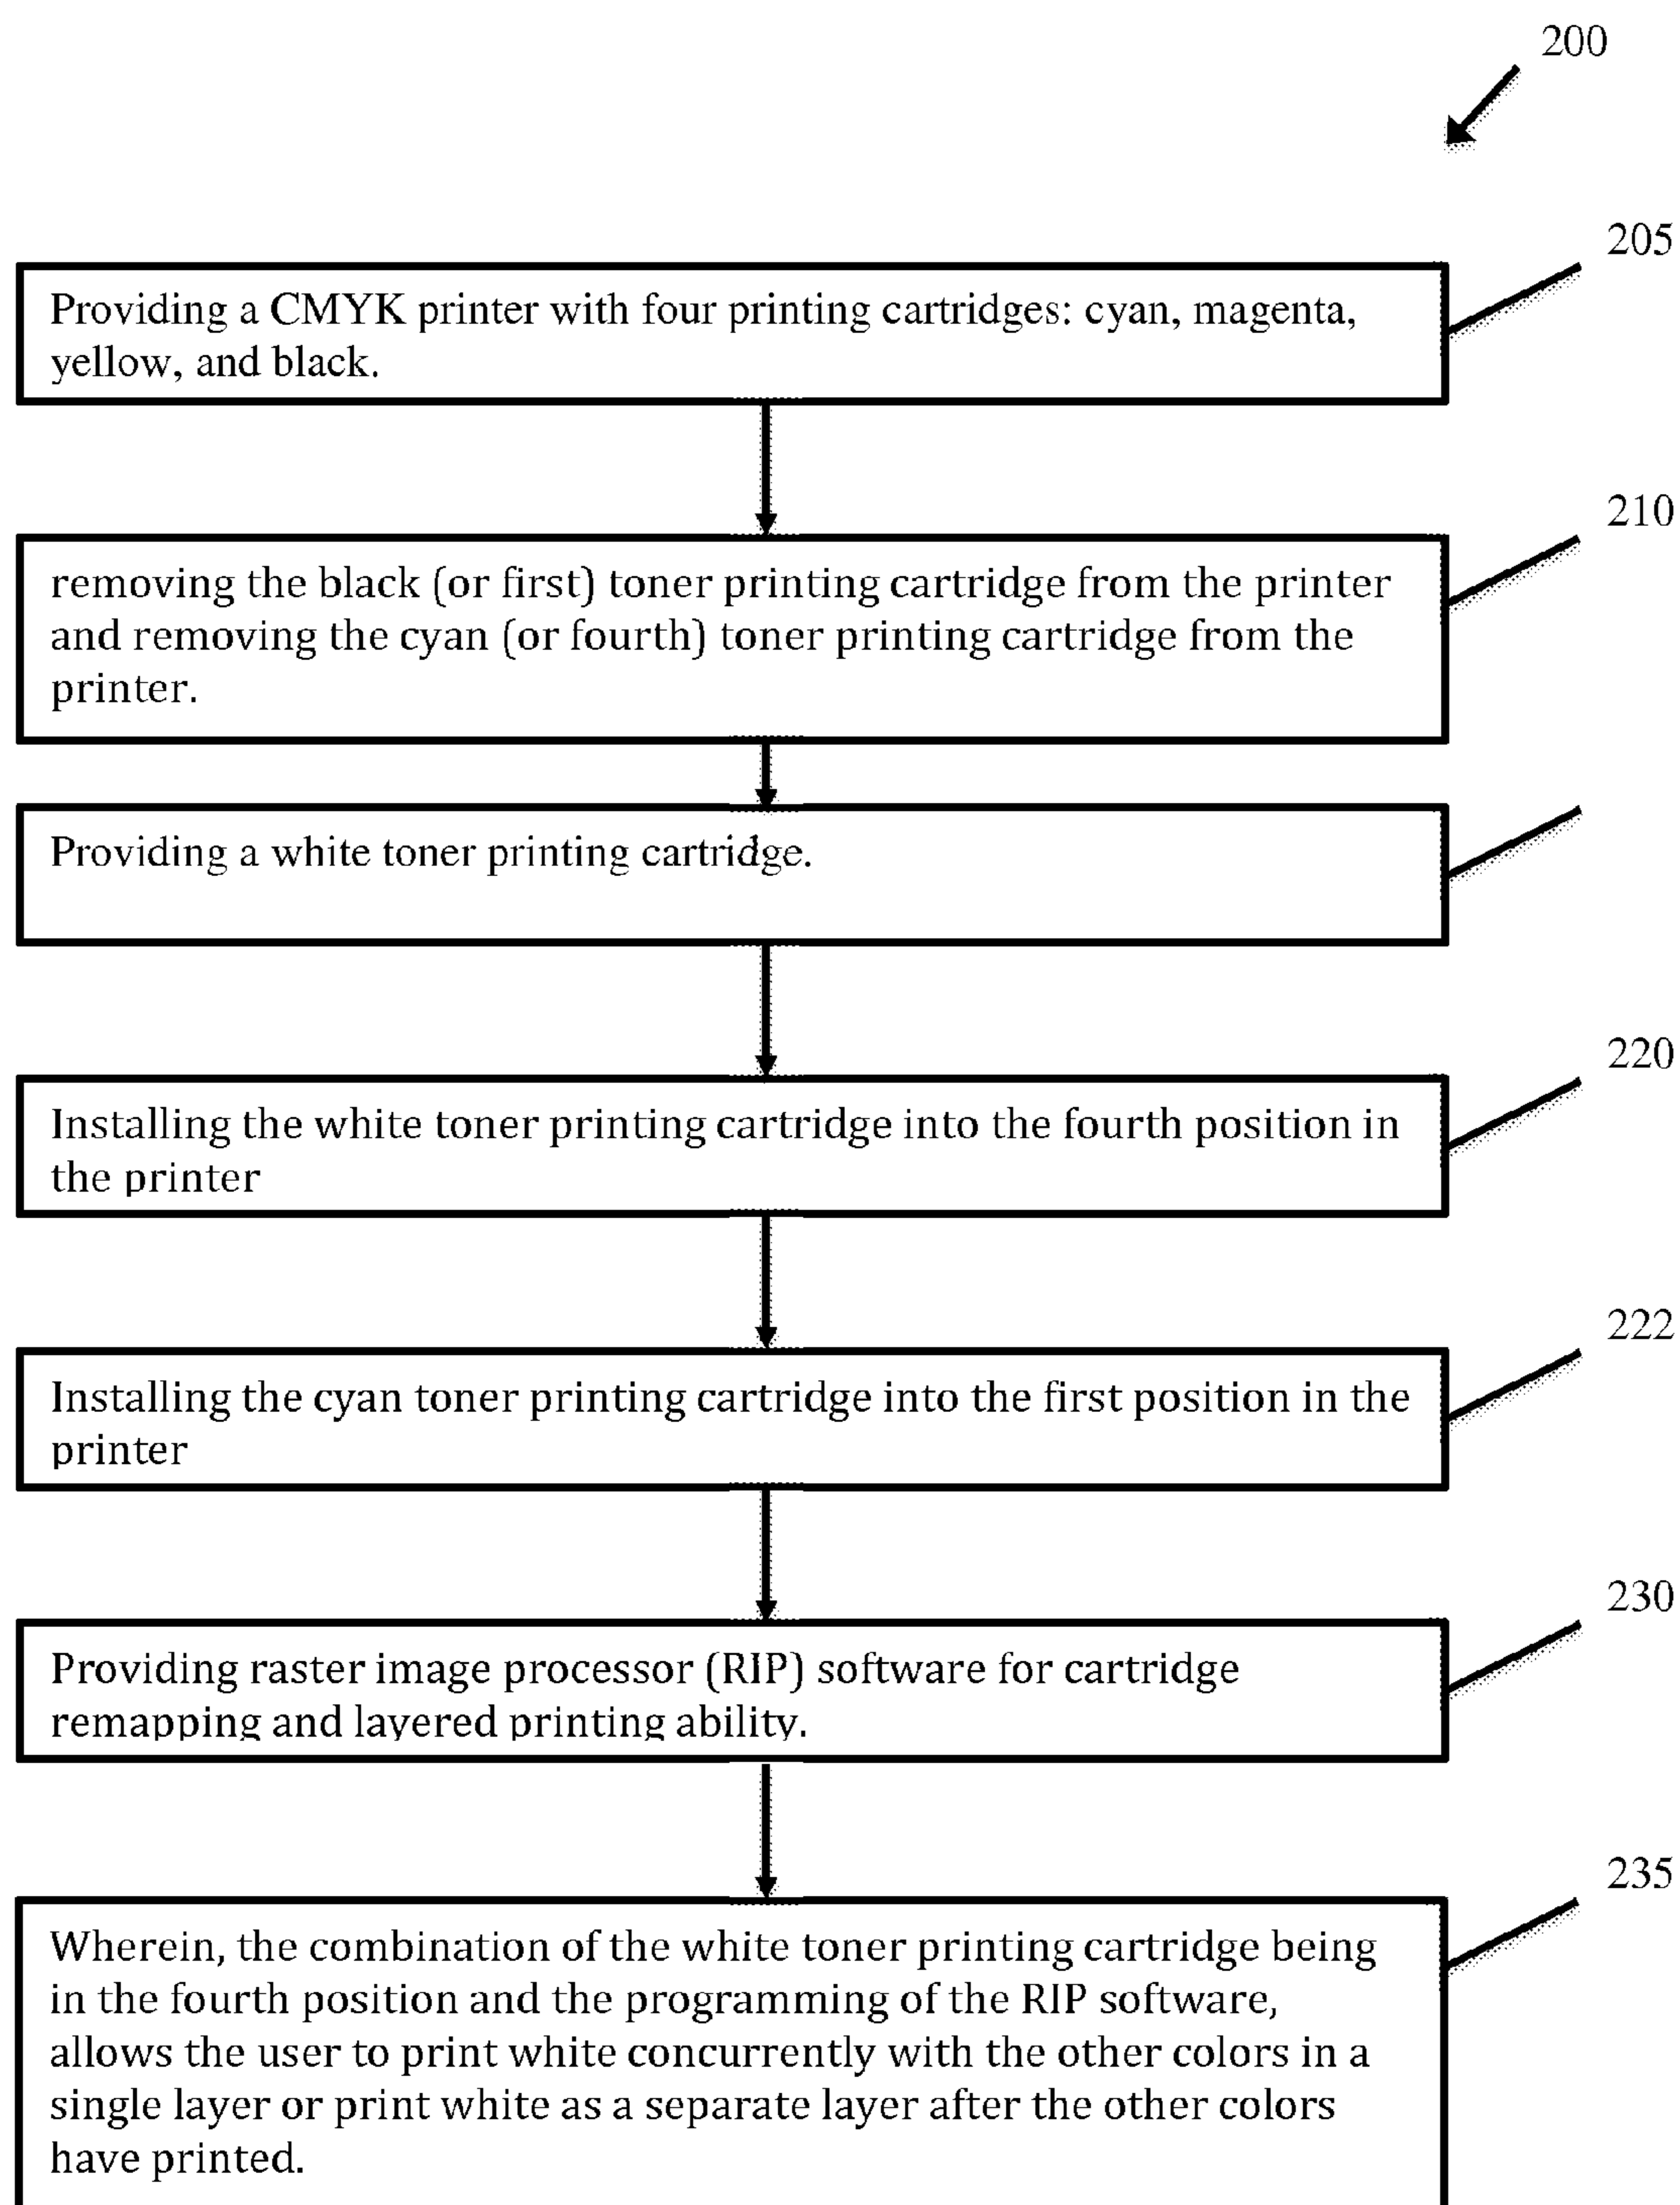 200
205
Providing a CMYK printer with four printing cartridges: cyan, magenta,
yellow, and black.
210
removing the black (or first) toner printing cartridge from the printer
and removing the cyan (or fourth) toner printing cartridge from the
printer.
Providing a white toner printing cartridge.
220
Installing the white toner printing cartridge into the fourth position in
the printer
222
Installing the cyan toner printing cartridge into the first position in the
printer
230
Providing raster image processor (RIP) software for cartridge
remapping and layered printing ability.
235
Wherein, the combination of the white toner printing cartridge being
in the fourth position and the programming of the RIP software,
allows the user to print white concurrently with the other colors in a
single layer or print white as a separate layer after the other colors
have printed.